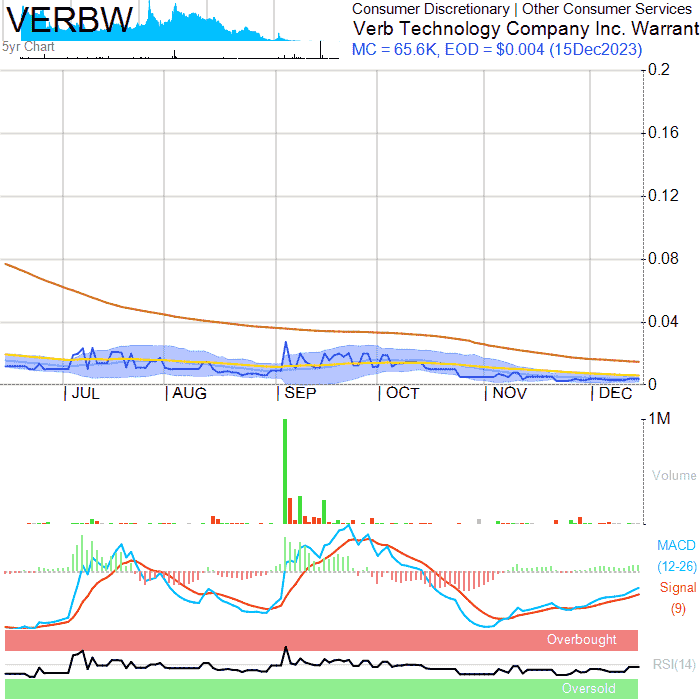 VERBW
5yr Chart
Consumer Discretionary | Other Consumer Services
Verb Technology Company Inc. Warrant
MC = 65.6K, EOD = $0.004 (15Dec2023)
0.2
0.16
0.12
0.08
0.04
0
JUL
AUG
SEP
OCT
NOV
DEC
1M
Volume
MACD
(12-26)
Signal
(9)
Overbought
RSI(14)
Oversold